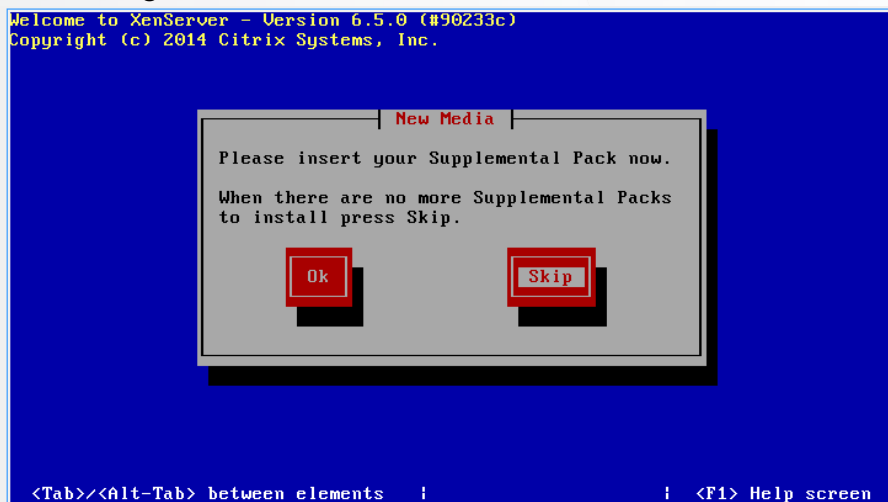 Welcome to XenServer - Version 6.5.0 (#90233c)
Copyright (c) 2014 Citrix Systems, Inc.
New Media
Please insert your Supplemental Pack now.
When there are no more Supplemental Packs
to install press Skip.
Ok Skip
<Tab>/<Alt-Tab> between elements | | <F1> Help screen